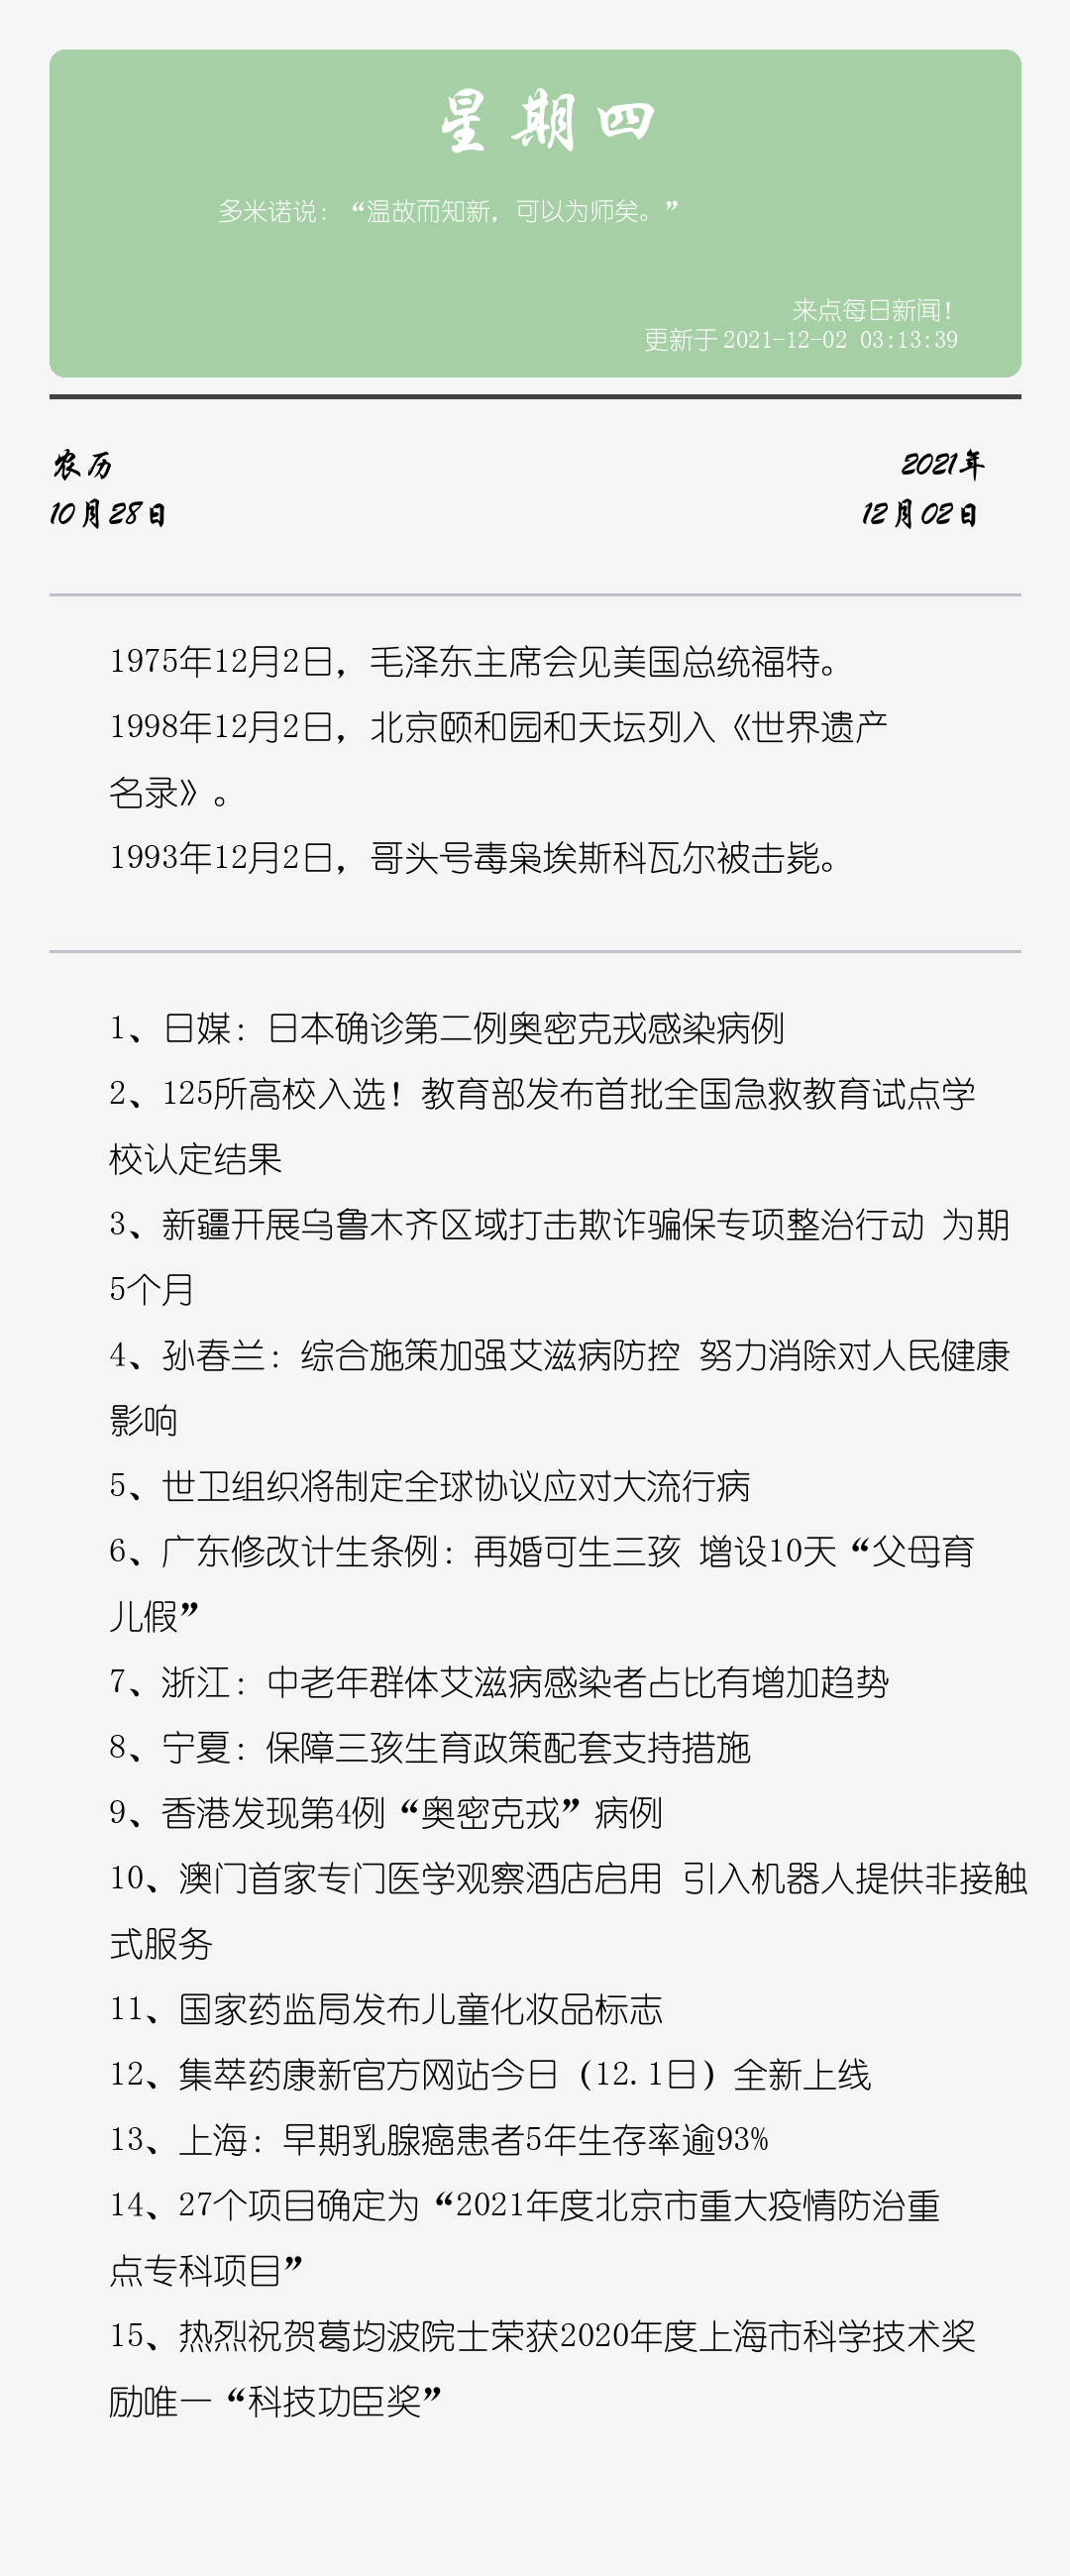 星期四
多米诺说：“温故而知新，可以为师矣。”
来点每日新闻！
更新于 2021-12-02 03:13:39
农历
2021年
10月28日
12月02日
1975年12月2日，毛泽东主席会见美国总统福特。
1998年12月2日，北京颐和园和天坛列入《世界遗产
名录》。
1993年12月2日，哥头号毒枭埃斯科瓦尔被击毙。
1、日媒：日本确诊第二例奥密克戎感染病例
2、125所高校入选！教育部发布首批全国急救教育试点学
校认定结果
3、新疆开展乌鲁木齐区域打击欺诈骗保专项整治行动 为期
5个月
4、孙春兰：综合施策加强艾滋病防控 努力消除对人民健康
影响
5、世卫组织将制定全球协议应对大流行病
6、广东修改计生条例：再婚可生三孩 增设10天“父母育
儿假”
7、浙江：中老年群体艾滋病感染者占比有增加趋势
8、宁夏：保障三孩生育政策配套支持措施
9、香港发现第4例“奥密克戎”病例
10、澳门首家专门医学观察酒店启用 引入机器人提供非接触
式服务
11、国家药监局发布儿童化妆品标志
12、集萃药康新官方网站今日（12.1日）全新上线
13、上海：早期乳腺癌患者5年生存率逾93%
14、27个项目确定为“2021年度北京市重大疫情防治重
点专科项目”
15、热烈祝贺葛均波院士荣获2020年度上海市科学技术奖
励唯一“科技功臣奖”